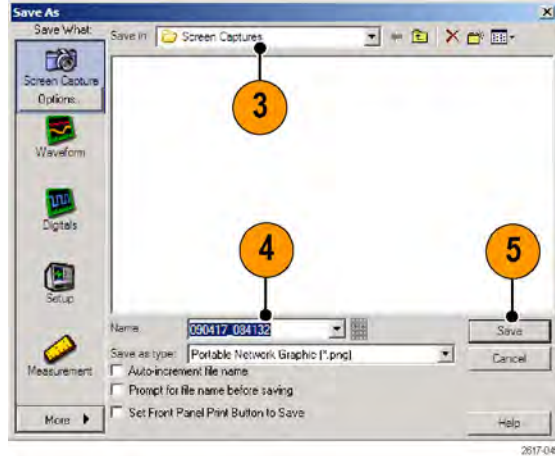 Save As
Save What:
Save in: Screen Captures
Screen Capture
Options...
3
Waveform
Digitals
4
5
Setup
Name: 090417_084132
Save
Save as type: Portable Network Graphic (*.png)
Cancel
Measurement
Auto-increment file name
Prompt for file name before saving
Set Front Panel Print Button to Save
More
Help